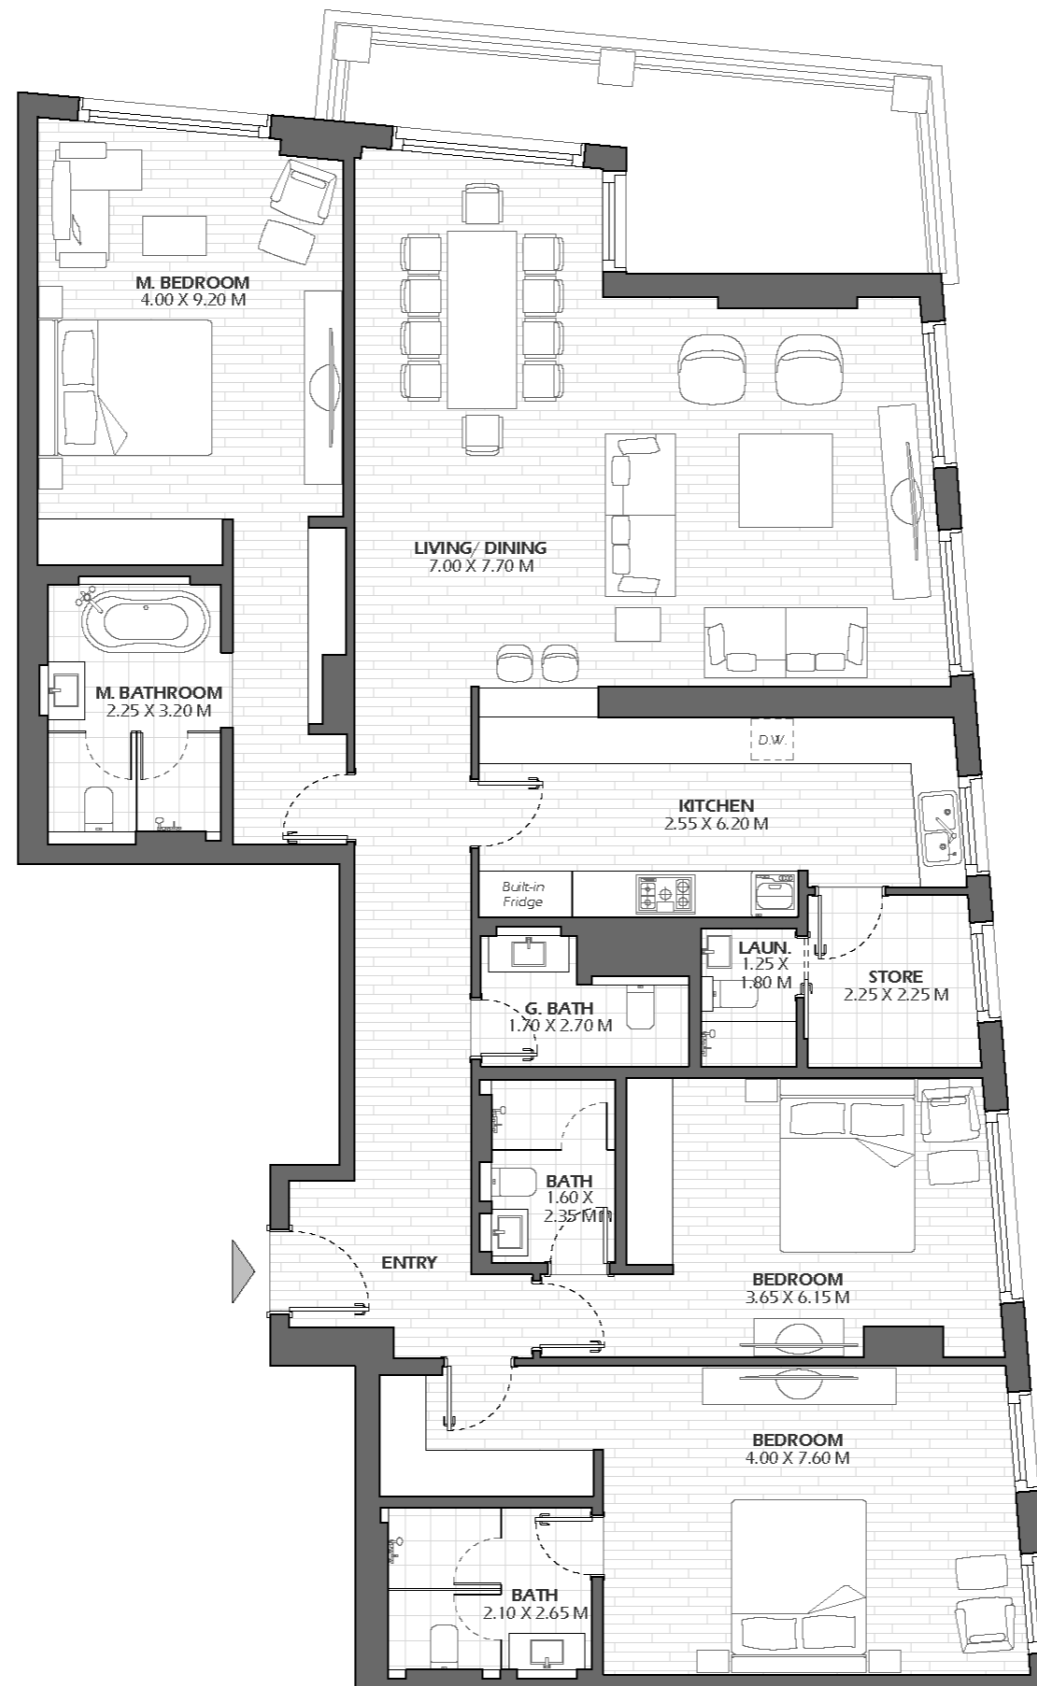 M. BEDROOM
4.00 X 9.20 M
LIVING/ DINING
7.00 X 7.70 M
M. BATHROOM
2.25 X 3.20 M
D.W.
KITCHEN
2.55 X 6.20 M
Built-in
Fridge
LAUN.
1.25 X
1.80 M
STORE
2.25 X 2.25 M
G. BATH
1.70 X 2.70 M
BATH
1.60 X
2.35 M
ENTRY
BEDROOM
3.65 X 6.15 M
BEDROOM
4.00 X 7.60 M
BATH
2.10 X 2.65 M